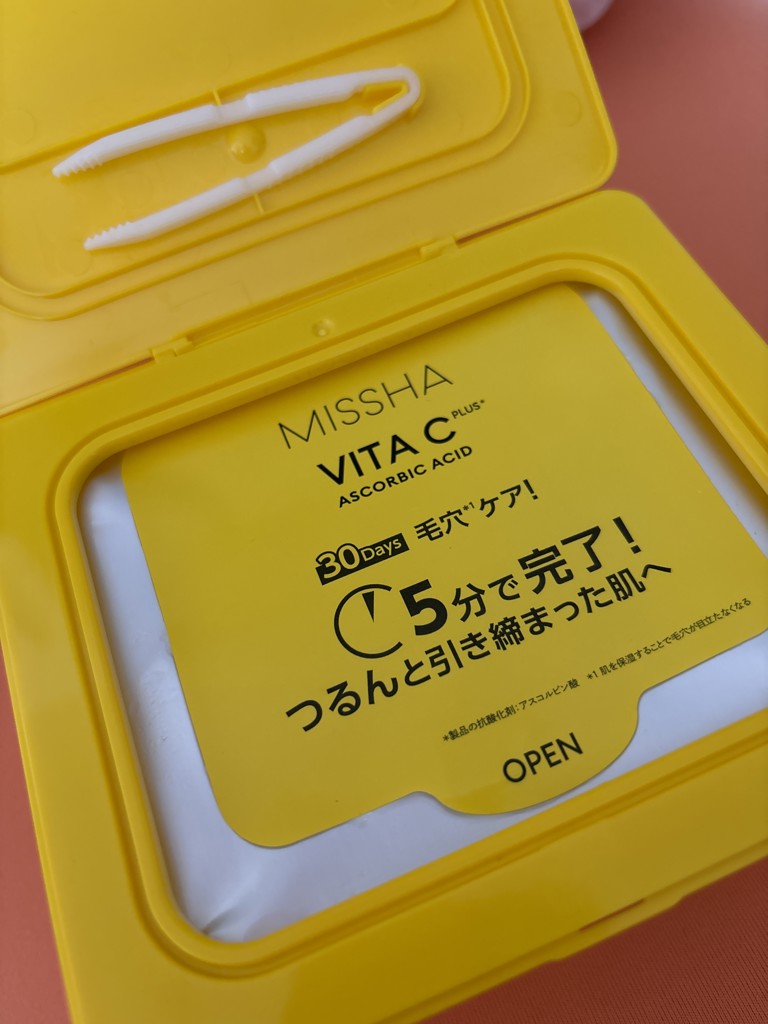 MISSHA
VITA C PLUS*
ASCORBIC ACID
30Days 毛穴*1ケア!
5分で完了!
つるんと引き締まった肌へ
*製品の抗酸化剤:アスコルビン酸 *1 肌を保湿することで毛穴が目立たなくなる
OPEN